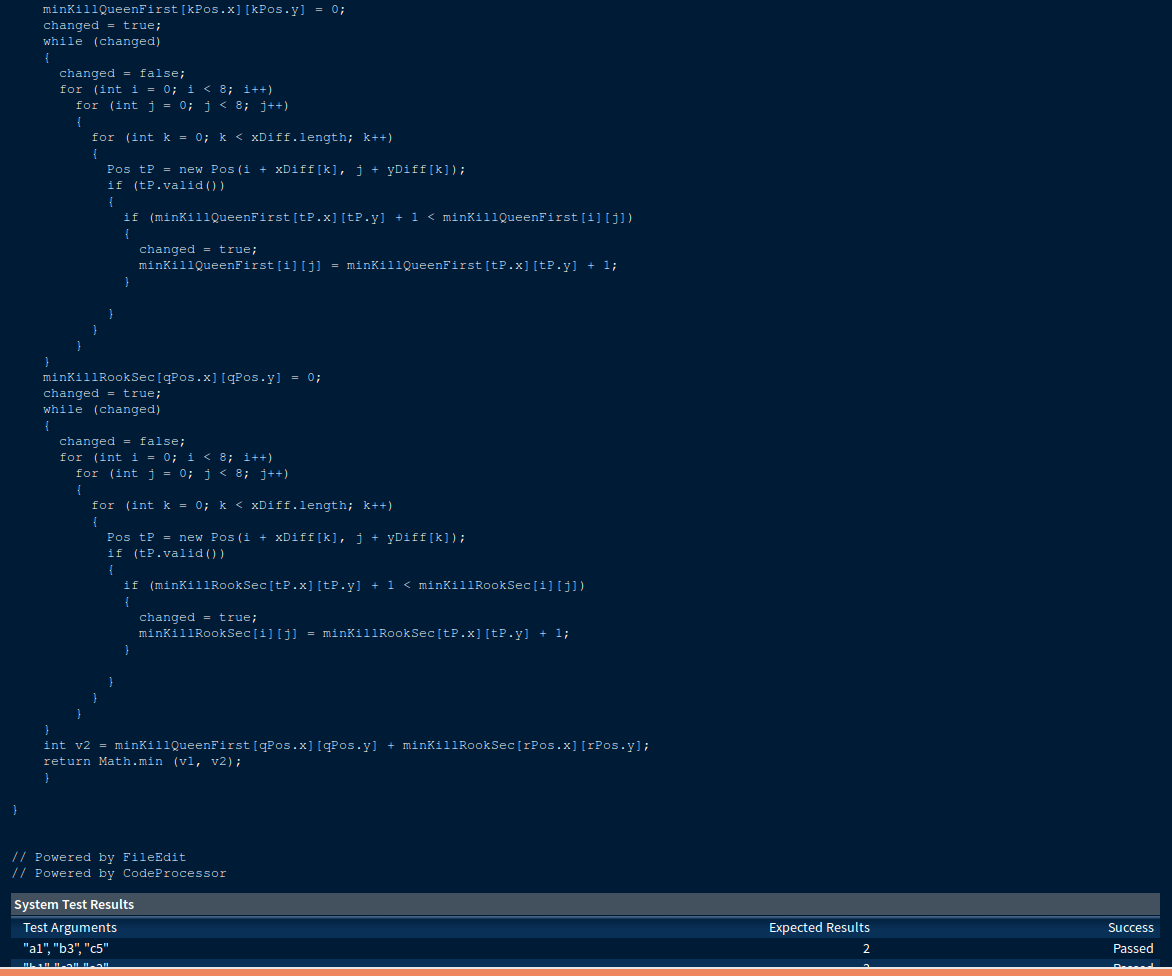 minKillQueenFirst[kPos.x][kPos.y] = 0;
changed = true;
while (changed)
{
changed = false;
for (int i = 0; i < 8; i++)
for (int j = 0; j < 8; j++)
{
for (int k = 0; k < xDiff.length; k++)
{
Pos tP = new Pos(i + xDiff[k], j + yDiff[k]);
if (tP.valid())
{
if (minKillQueenFirst[tP.x][tP.y] + 1 < minKillQueenFirst[i][j])
{
changed = true;
minKillQueenFirst[i][j] = minKillQueenFirst[tP.x][tP.y] + 1;
}
}
}
}
}
minKillRookSec[qPos.x][qPos.y] = 0;
changed = true;
while (changed)
{
changed = false;
for (int i = 0; i < 8; i++)
for (int j = 0; j < 8; j++)
{
for (int k = 0; k < xDiff.length; k++)
{
Pos tP = new Pos(i + xDiff[k], j + yDiff[k]);
if (tP.valid())
{
if (minKillRookSec[tP.x][tP.y] + 1 < minKillRookSec[i][j])
{
changed = true;
minKillRookSec[i][j] = minKillRookSec[tP.x][tP.y] + 1;
}
}
}
}
}
int v2 = minKillQueenFirst[qPos.x][qPos.y] + minKillRookSec[rPos.x][rPos.y];
return Math.min (v1, v2);
}
}
// Powered by FileEdit
// Powered by CodeProcessor
System Test Results
Test Arguments Expected Results Success
"a1", "b3", "c5" 2 Passed